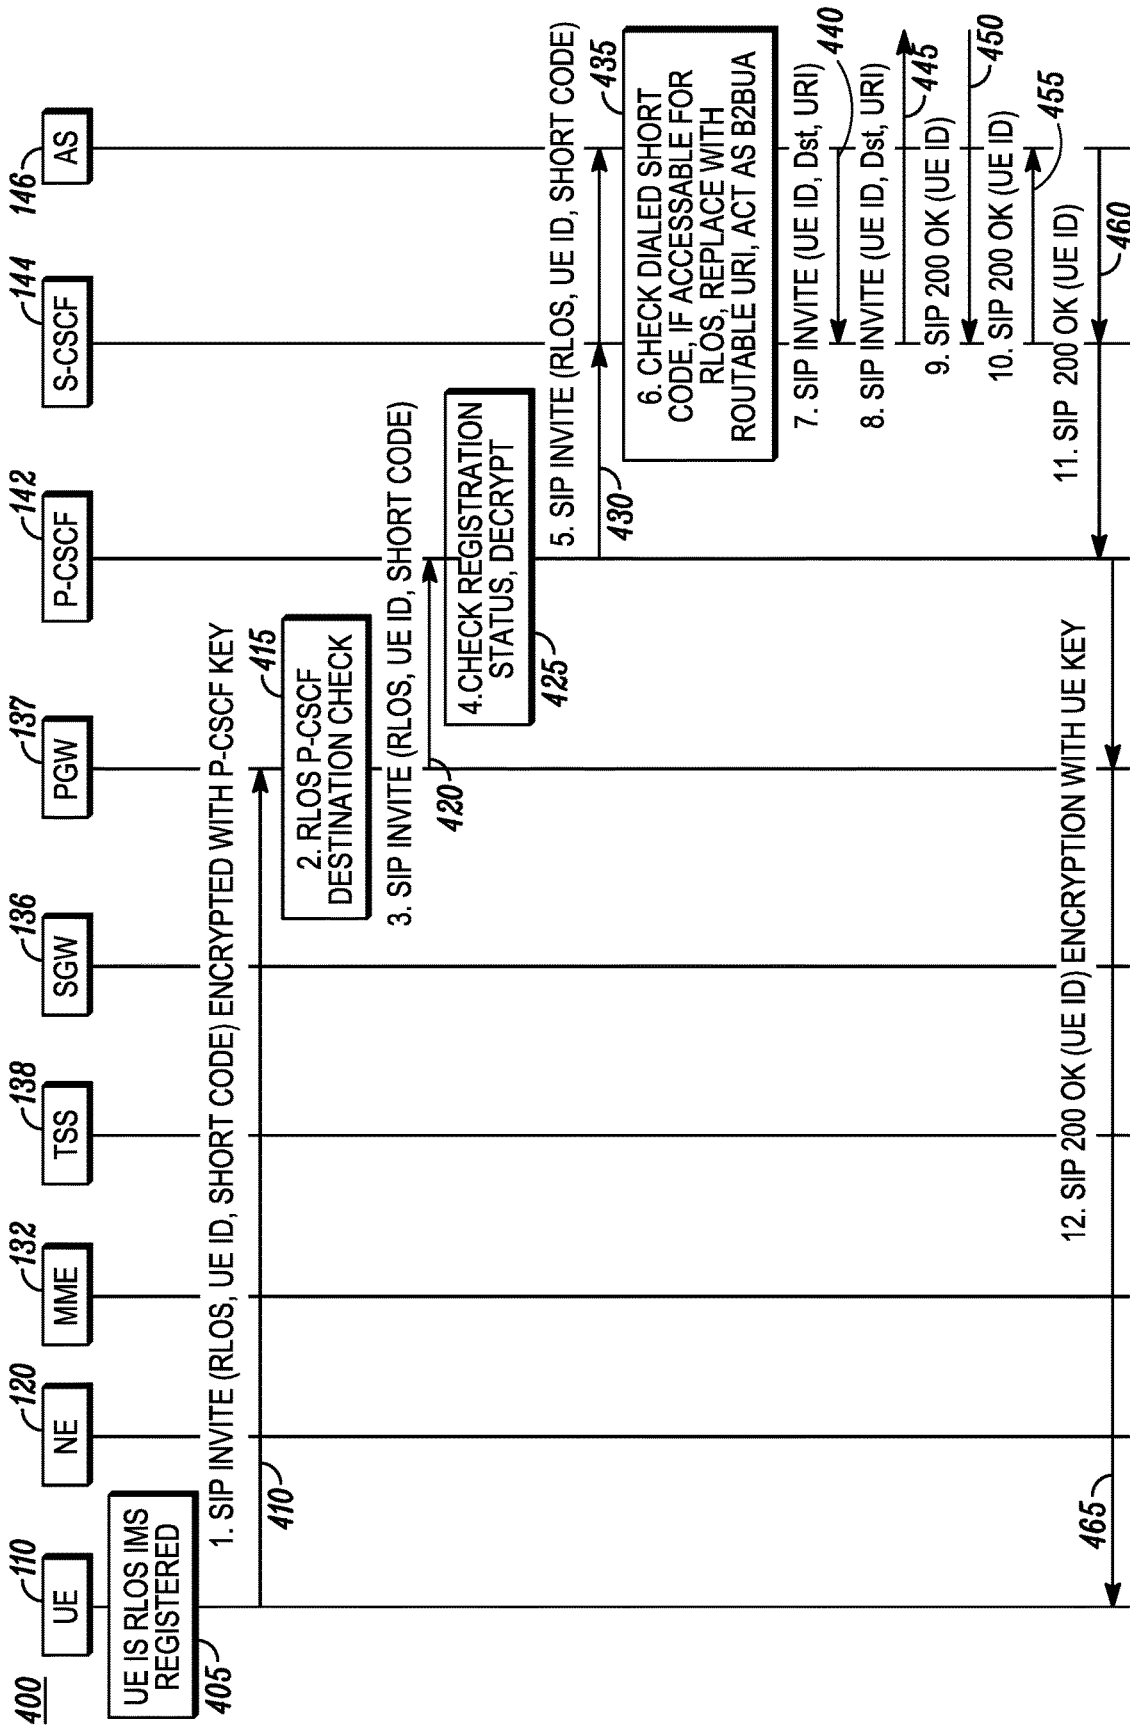 400
110
120
132
138
136
137
142
144
146
UE
NE
MME
TSS
SGW
PGW
P-CSCF
S-CSCF
AS
UE IS RLOS IMS
REGISTERED
405
1. SIP INVITE (RLOS, UE ID, SHORT CODE) ENCRYPTED WITH P-CSCF KEY
410
415
2. RLOS P-CSCF
DESTINATION CHECK
3. SIP INVITE (RLOS, UE ID, SHORT CODE)
420
4.CHECK REGISTRATION
STATUS, DECRYPT
425
5. SIP INVITE (RLOS, UE ID, SHORT CODE)
430
435
6. CHECK DIALED SHORT
CODE, IF ACCESSABLE FOR
RLOS, REPLACE WITH
ROUTABLE URI, ACT AS B2BUA
7. SIP INVITE (UE ID, Dst, URI)
440
8. SIP INVITE (UE ID, Dst, URI)
445
9. SIP 200 OK (UE ID)
450
10. SIP 200 OK (UE ID)
455
11. SIP 200 OK (UE ID)
460
12. SIP 200 OK (UE ID) ENCRYPTION WITH UE KEY
465